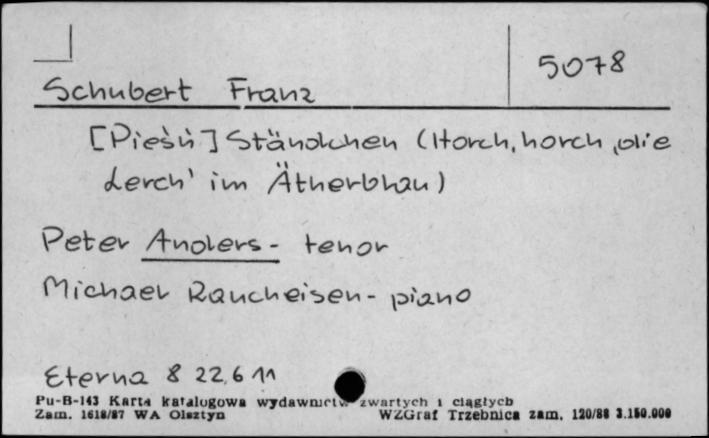 5078
Schubert Franz
[Pieśń] Ständchen (Horch, horch, die
Lerch' im Ätherblau)
Peter Anders - tenor
Michael Raucheisen - piano
Eterna 8 22 611
Pu-B-143 Karta katalogowa wydawnictw zwartych i ciągłych
Zam. 1618/87 WA Olsztyn WZGraf Trzebnica zam. 120/88 3.150.000